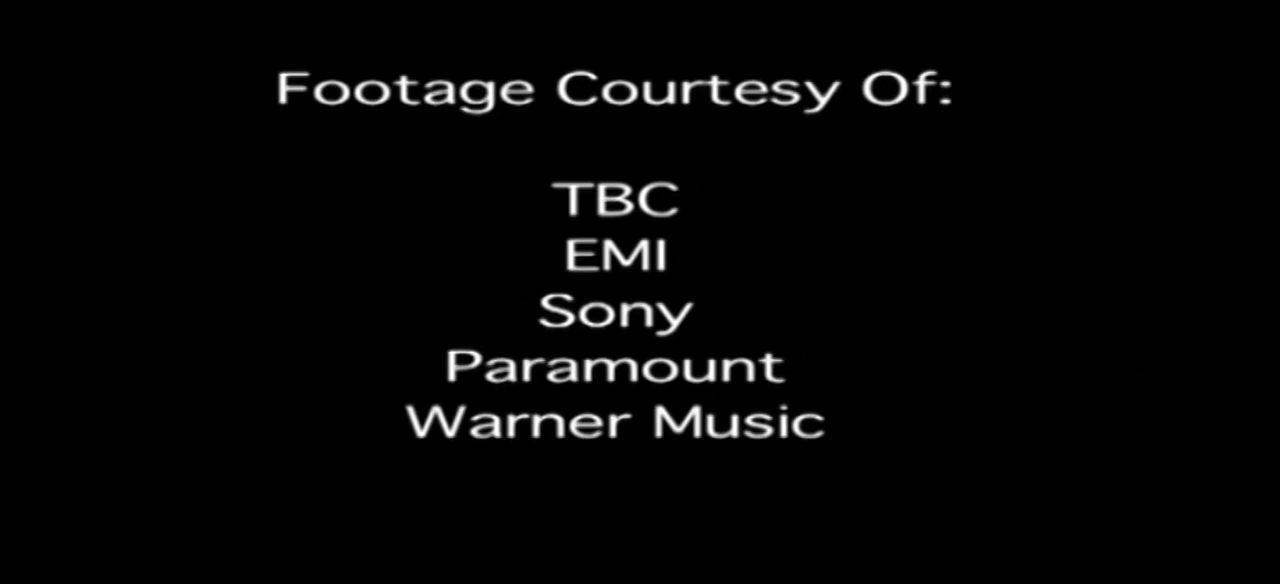 Footage Courtesy Of:
TBC
EMI
Sony
Paramount
Warner Music